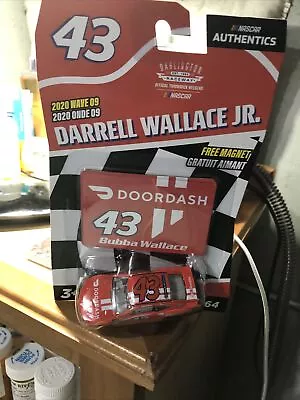 43
NASCAR
AUTHENTICS
DARLINGTON
RACEWAY
OFFICIAL THROWBACK WEEKEND
NASCAR
2020 WAVE 09
2020 ONDE 09
DARRELL WALLACE JR.
FREE MAGNET
GRATUIT AIMANT
DOORDASH
43
Bubba Wallace
43
64